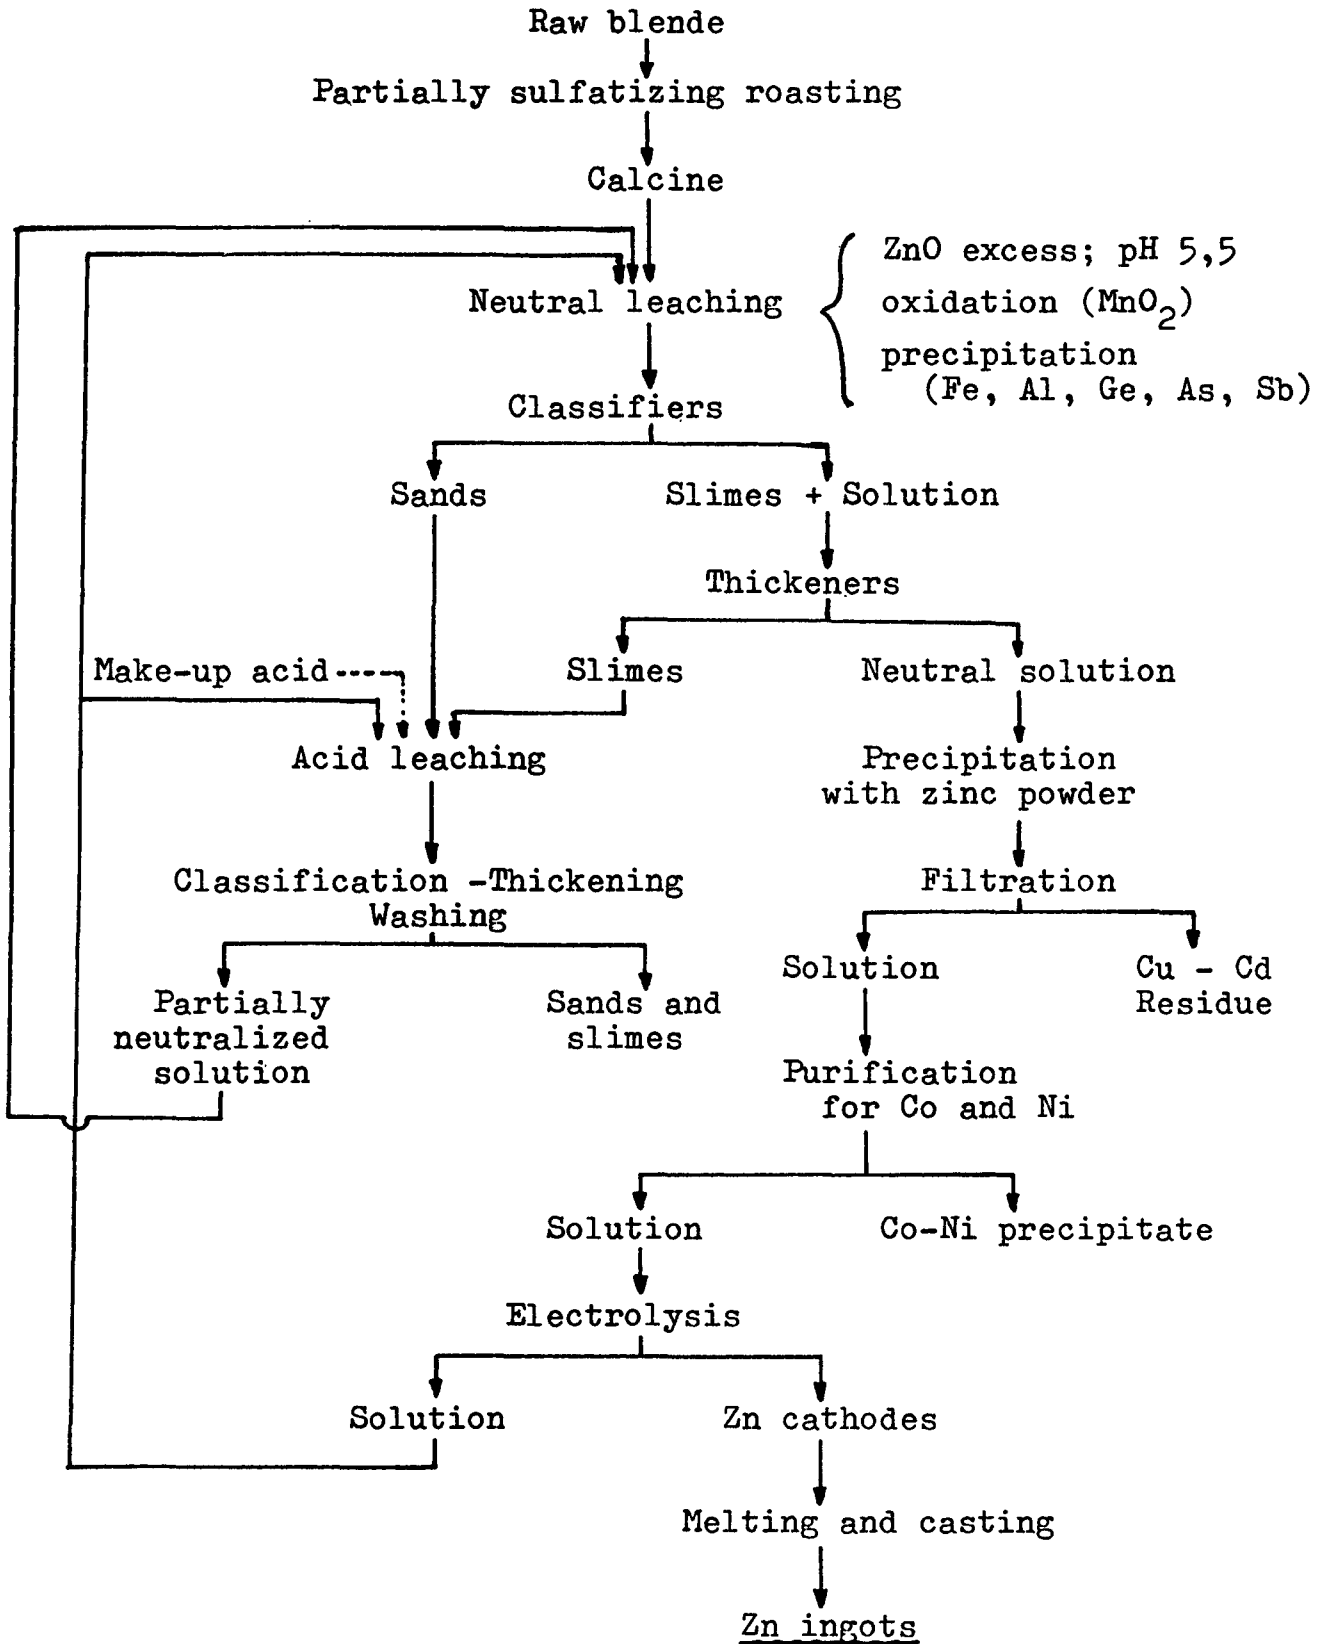 Raw blende
Partially sulfatizing roasting
Calcine
ZnO excess; pH 5,5
Neutral leaching
oxidation (MnO2)
precipitation
(Fe, Al, Ge, As, Sb)
Classifiers
Sands
Slimes + Solution
Thickeners
Make-up acid
Slimes
Neutral solution
Acid leaching
Precipitation
with zinc powder
Classification -Thickening
Washing
Filtration
Solution
Cu - Cd
Residue
Partially
neutralized
solution
Sands and
slimes
Purification
for Co and Ni
Solution
Co-Ni precipitate
Electrolysis
Solution
Zn cathodes
Melting and casting
Zn ingots